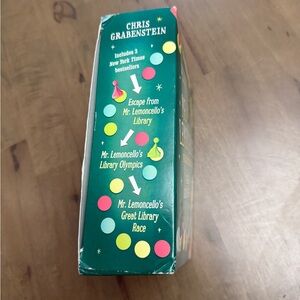 CHRIS
GRABENSTEIN
Includes 3
New York Times
bestsellers
Escape from
Mr. Lemoncello's
Library
Mr. Lemoncello's
Library Olympics
Mr. Lemoncello's
Great Library
Race